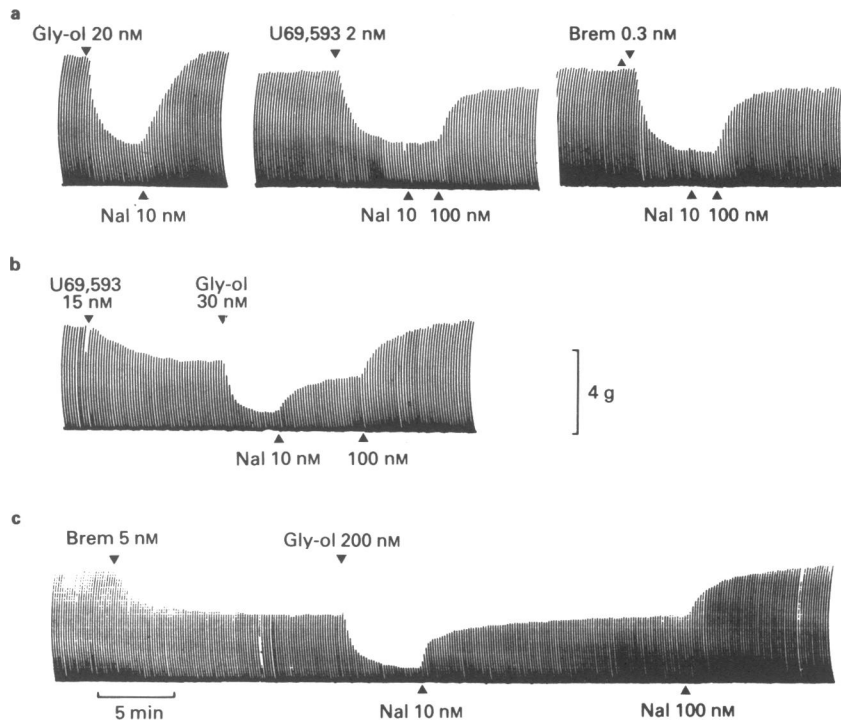 a
Gly-ol 20 nM
U69,593 2 nM
Brem 0.3 nM
Nal 10 nM
Nal 10 100 nM
Nal 10 100 nM
b
U69,593
15 nM
Gly-ol
30 nM
4 g
Nal 10 nM 100 nM
c
Brem 5 nM
Gly-ol 200 nM
5 min
Nal 10 nM
Nal 100 nM